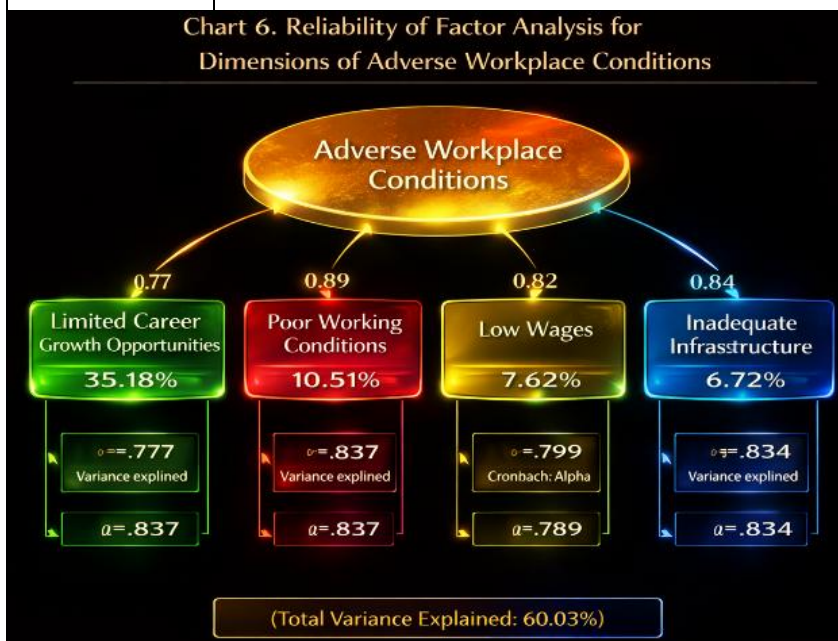 Chart 6. Reliability of Factor Analysis for
Dimensions of Adverse Workplace Conditions
Adverse Workplace
Conditions
0.77
0.89
0.82
0.84
Limited Career
Growth Opportunities
35.18%
Poor Working
Conditions
10.51%
Low Wages
7.62%
Inadequate
Infrasstructure
6.72%
=.777
Variance explined
=.837
Variance explined
=.799
Cronbach: Alpha
=.834
Variance explined
α=.837
α=.837
α=.789
α=.834
(Total Variance Explained: 60.03%)